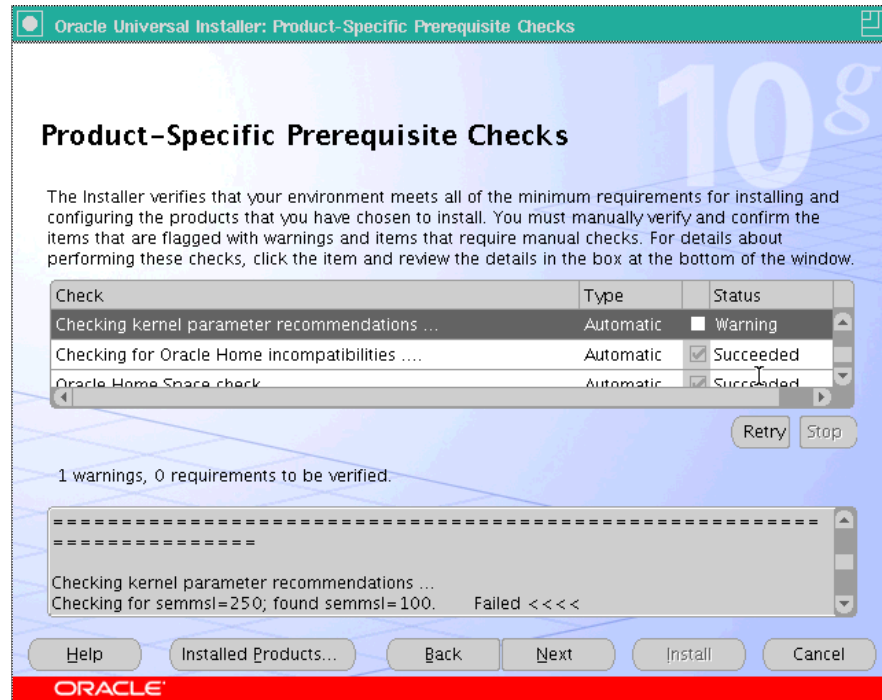 Oracle Universal Installer: Product-Specific Prerequisite Checks
10g
Product-Specific Prerequisite Checks
The Installer verifies that your environment meets all of the minimum requirements for installing and
configuring the products that you have chosen to install. You must manually verify and confirm the
items that are flagged with warnings and items that require manual checks. For details about
performing these checks, click the item and review the details in the box at the bottom of the window.
Check Type Status
Checking kernel parameter recommendations ... Automatic Warning
Checking for Oracle Home incompatibilities .... Automatic Succeeded
Oracle Home Space check Automatic Succeeded
Retry Stop
1 warnings, 0 requirements to be verified.
=========================================================
===============
Checking kernel parameter recommendations ...
Checking for semmsl=250; found semmsl=100. Failed <<<<
Help Installed Products... Back Next Install Cancel
ORACLE